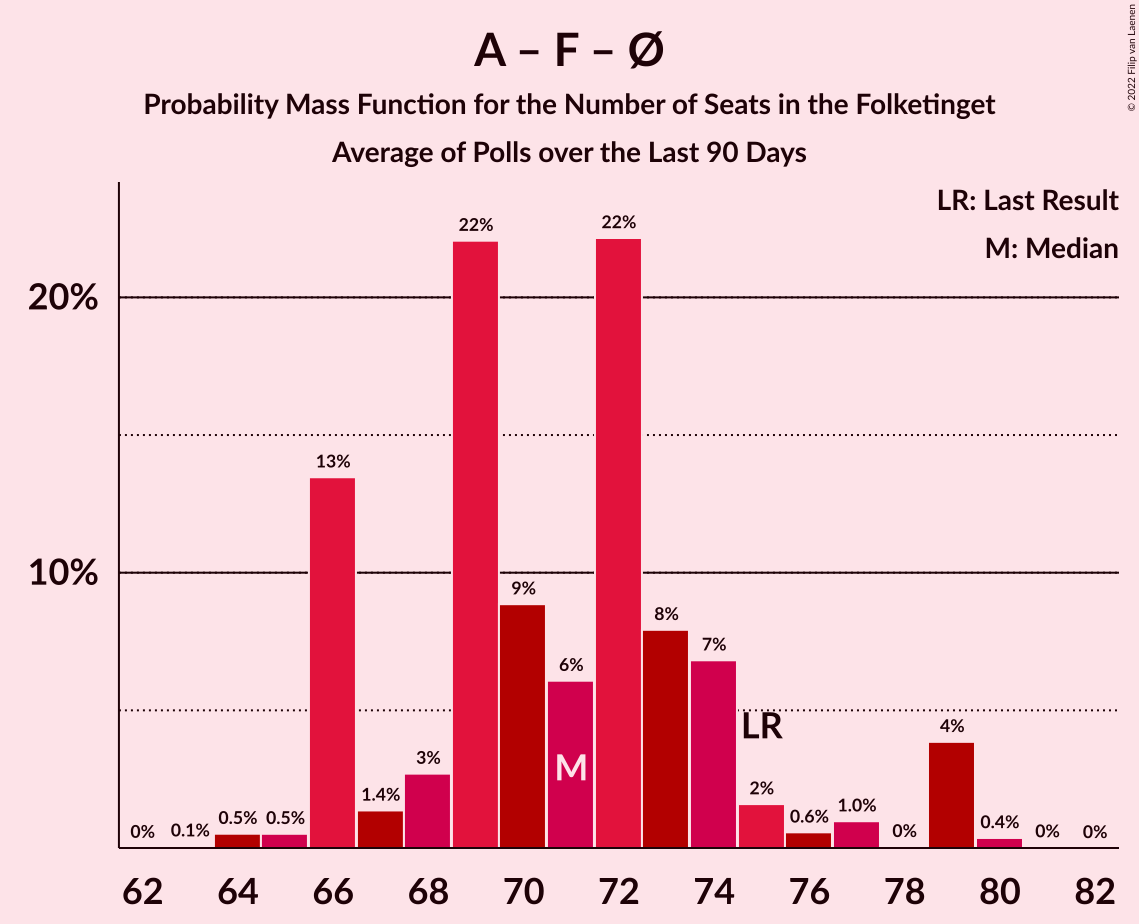 A – F – Ø
Probability Mass Function for the Number of Seats in the Folketinget
Average of Polls over the Last 90 Days
© 2022 Filip van Laenen
LR: Last Result
M: Median
20%
10%
0%
0.1%
0.5%
0.5%
13%
1.4%
3%
22%
9%
6%
22%
8%
7%
2%
0.6%
1.0%
0%
4%
0.4%
0%
0%
M
LR
62 64 66 68 70 72 74 76 78 80 82